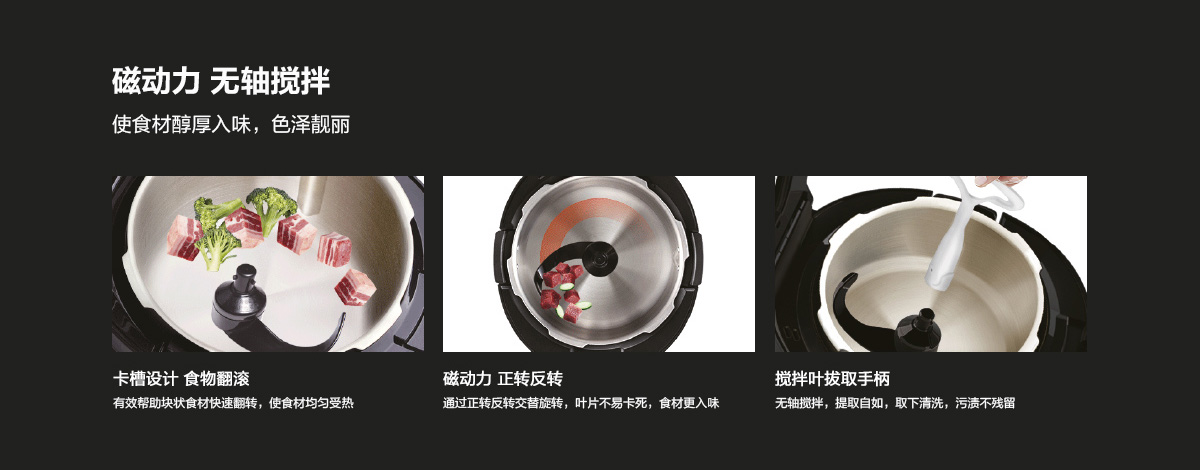 磁动力 无轴搅拌
使食材醇厚入味，色泽靓丽
卡槽设计 食物翻滚
有效帮助块状食材快速翻转，使食材均匀受热
磁动力 正转反转
通过正转反转交替旋转，叶片不易卡死，食材更入味
搅拌叶拔取手柄
无轴搅拌，提取自如，取下清洗，污渍不残留